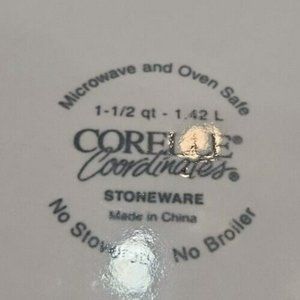 Microwave and Oven Safe
1-1/2 qt - 1.42 L
CORELLE®
Coordinates®
STONEWARE
Made in China
No Stovetop No Broiler